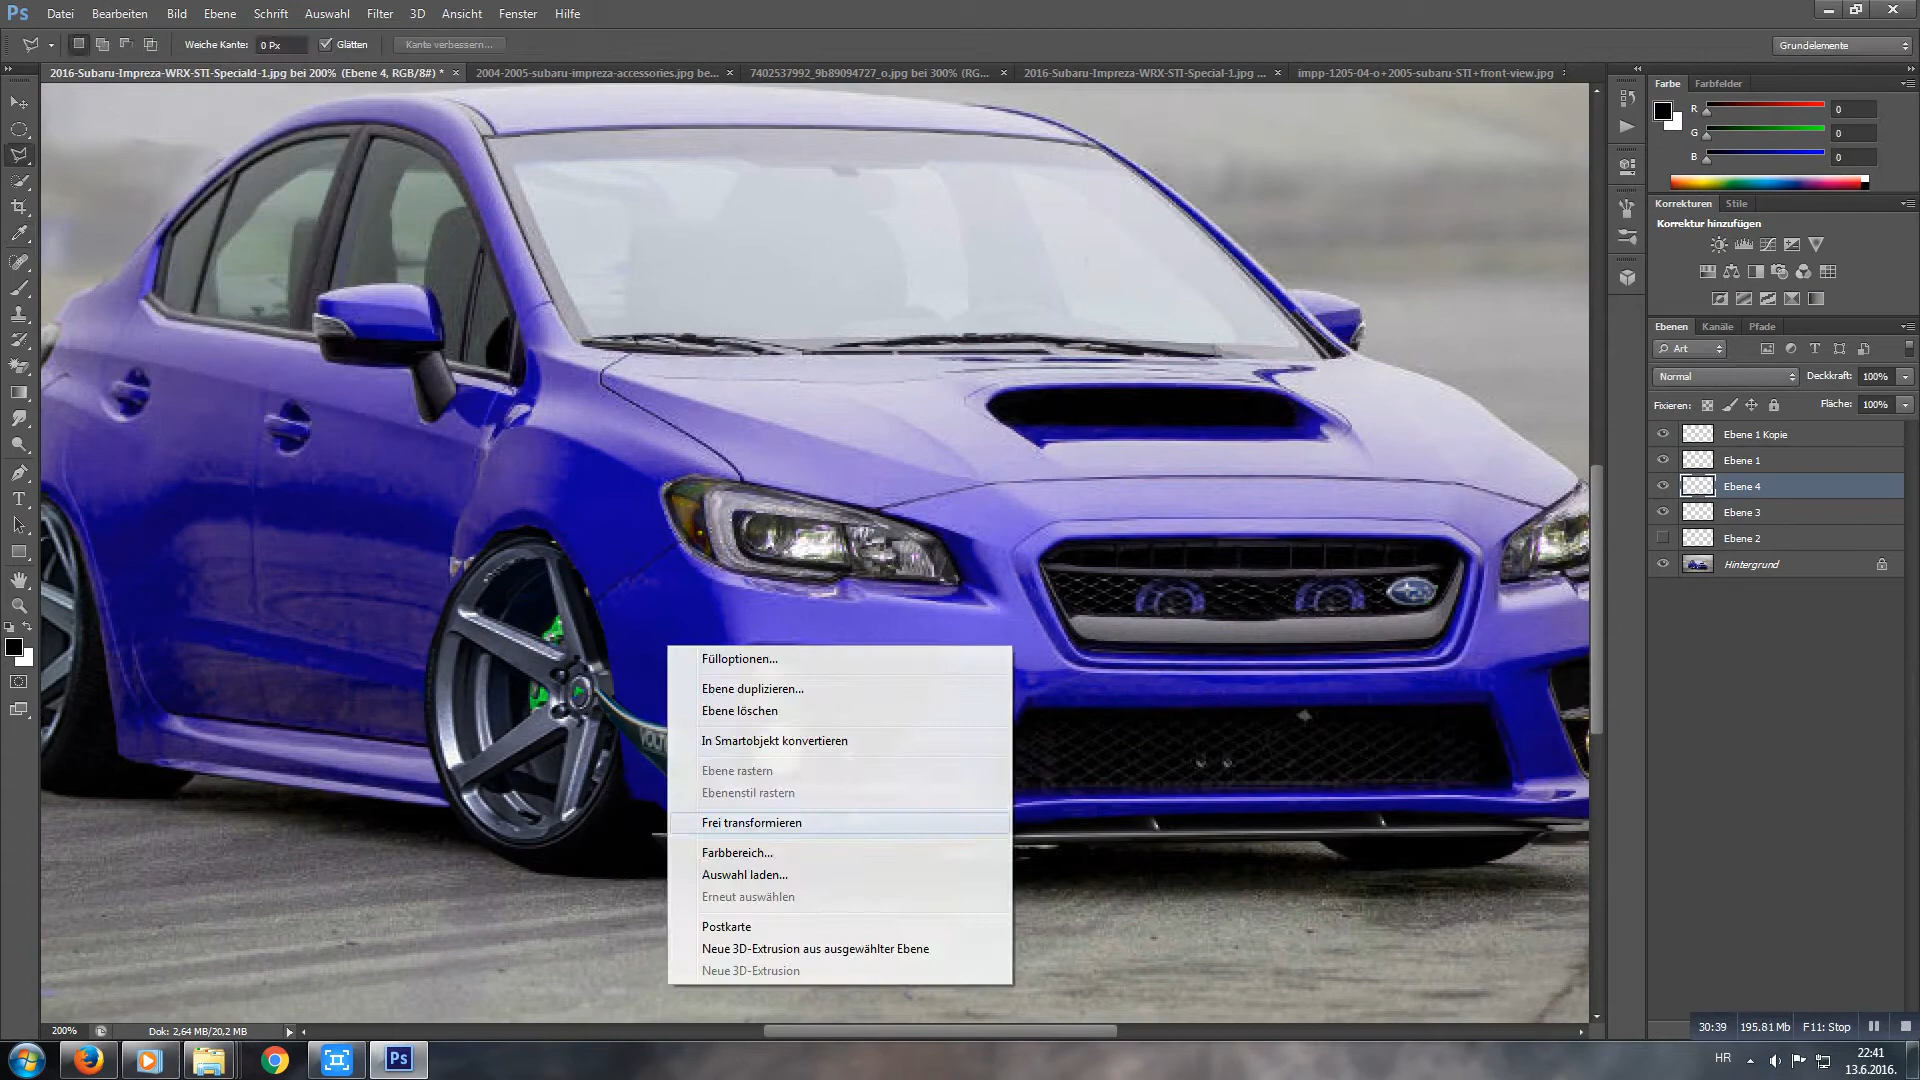 Ps Datei Bearbeiten Bild Ebene Schrift Auswahl Filter 3D Ansicht Fenster Hilfe
Weiche Kante: 0 Px Glätten Kante verbessern... Grundelemente
2016-Subaru-Impreza-WRX-STI-Speciald-1.jpg bei 200% (Ebene 4, RGB/8#) * 2004-2005-subaru-impreza-accessories.jpg be... 7402537992_9b89094727_o.jpg bei 300% (RG... 2016-Subaru-Impreza-WRX-STI-Special-1.jpg ... impp-1205-04-o+2005-subaru-STI+front-view.jpg
Farbe Farbfelder
R 0
G 0
B 0
Korrekturen Stile
Korrektur hinzufügen
Ebenen Kanäle Pfade
Art
Normal Deckkraft: 100%
Fixieren: Fläche: 100%
Ebene 1 Kopie
Ebene 1
Ebene 4
Ebene 3
Ebene 2
Hintergrund
Fülloptionen...
Ebene duplizieren...
Ebene löschen
In Smartobjekt konvertieren
Ebene rastern
Ebenenstil rastern
Frei transformieren
Farbbereich...
Auswahl laden...
Erneut auswählen
Postkarte
Neue 3D-Extrusion aus ausgewählter Ebene
Neue 3D-Extrusion
200% Dok: 2,64 MB/20,2 MB
30:39 195.81 Mb F11: Stop
Ps
HR
22:41
13.6.2016.